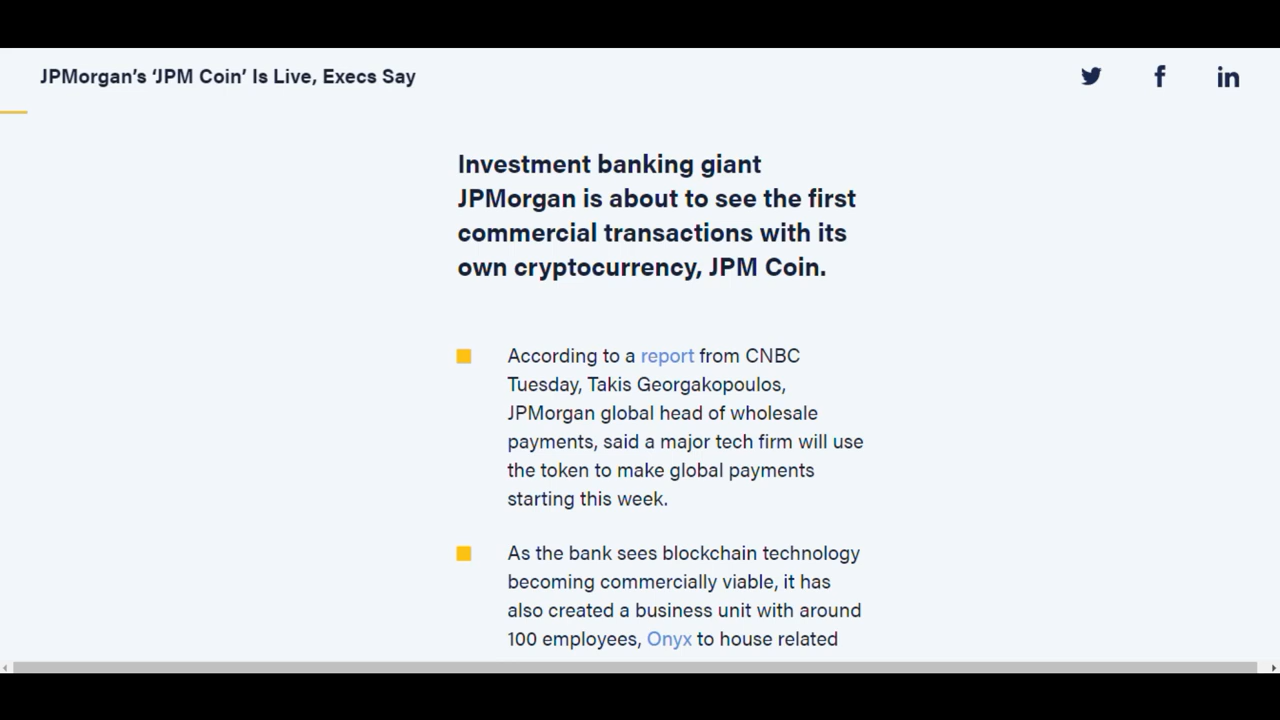 JPMorgan's 'JPM Coin' Is Live, Execs Say
Investment banking giant
JPMorgan is about to see the first
commercial transactions with its
own cryptocurrency, JPM Coin.
According to a report from CNBC
Tuesday, Takis Georgakopoulos,
JPMorgan global head of wholesale
payments, said a major tech firm will use
the token to make global payments
starting this week.
As the bank sees blockchain technology
becoming commercially viable, it has
also created a business unit with around
100 employees, Onyx to house related